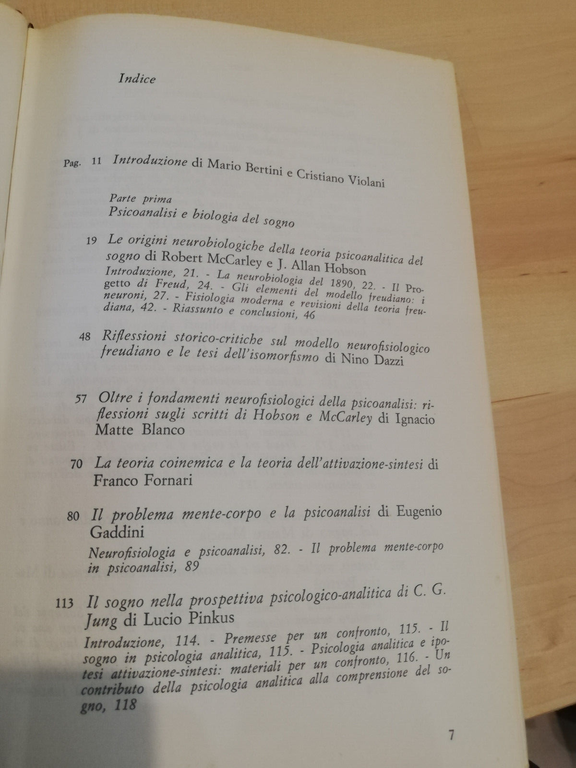 Indice
Pag. 11 Introduzione di Mario Bertini e Cristiano Violani
Parte prima
Psicoanalisi e biologia del sogno
19 Le origini neurobiologiche della teoria psicoanalitica del
sogno di Robert McCarley e J. Allan Hobson
Introduzione, 21. - La neurobiologia del 1890, 22. - Il Pro-
getto di Freud, 24. - Gli elementi del modello freudiano: i
neuroni, 27. - Fisiologia moderna e revisioni della teoria freu-
diana, 42. - Riassunto e conclusioni, 46
48 Riflessioni storico-critiche sul modello neurofisiologico
freudiano e le tesi dell'isomorfismo di Nino Dazzi
57 Oltre i fondamenti neurofisiologici della psicoanalisi: ri-
flessioni sugli scritti di Hobson e McCarley di Ignacio
Matte Blanco
70 La teoria coinemica e la teoria dell'attivazione-sintesi di
Franco Fornari
80 Il problema mente-corpo e la psicoanalisi di Eugenio
Gaddini
Neurofisiologia e psicoanalisi, 82. - Il problema mente-corpo
in psicoanalisi, 89
113 Il sogno nella prospettiva psicologico-analitica di C. G.
Jung di Lucio Pinkus
Introduzione, 114. - Premesse per un confronto, 115. - Il
sogno in psicologia analitica, 115. - Psicologia analitica e ipo-
tesi attivazione-sintesi: materiali per un confronto, 116. - Un
contributo della psicologia analitica alla comprensione del so-
gno, 118
7